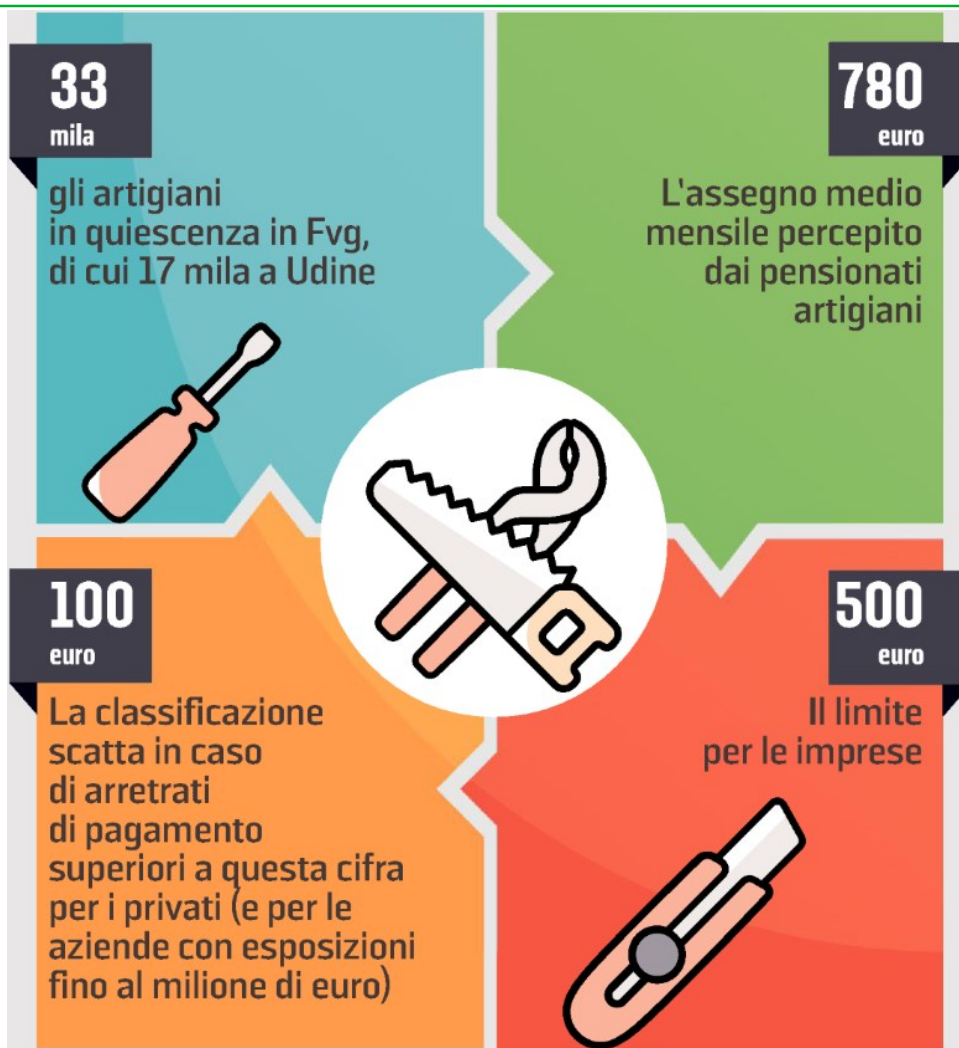 33
mila
gli artigiani
in quiescenza in Fvg,
di cui 17 mila a Udine
780
euro
L'assegno medio
mensile percepito
dai pensionati
artigiani
100
euro
La classificazione
scatta in caso
di arretrati
di pagamento
superiori a questa cifra
per i privati (e per le
aziende con esposizioni
fino al milione di euro)
500
euro
Il limite
per le imprese